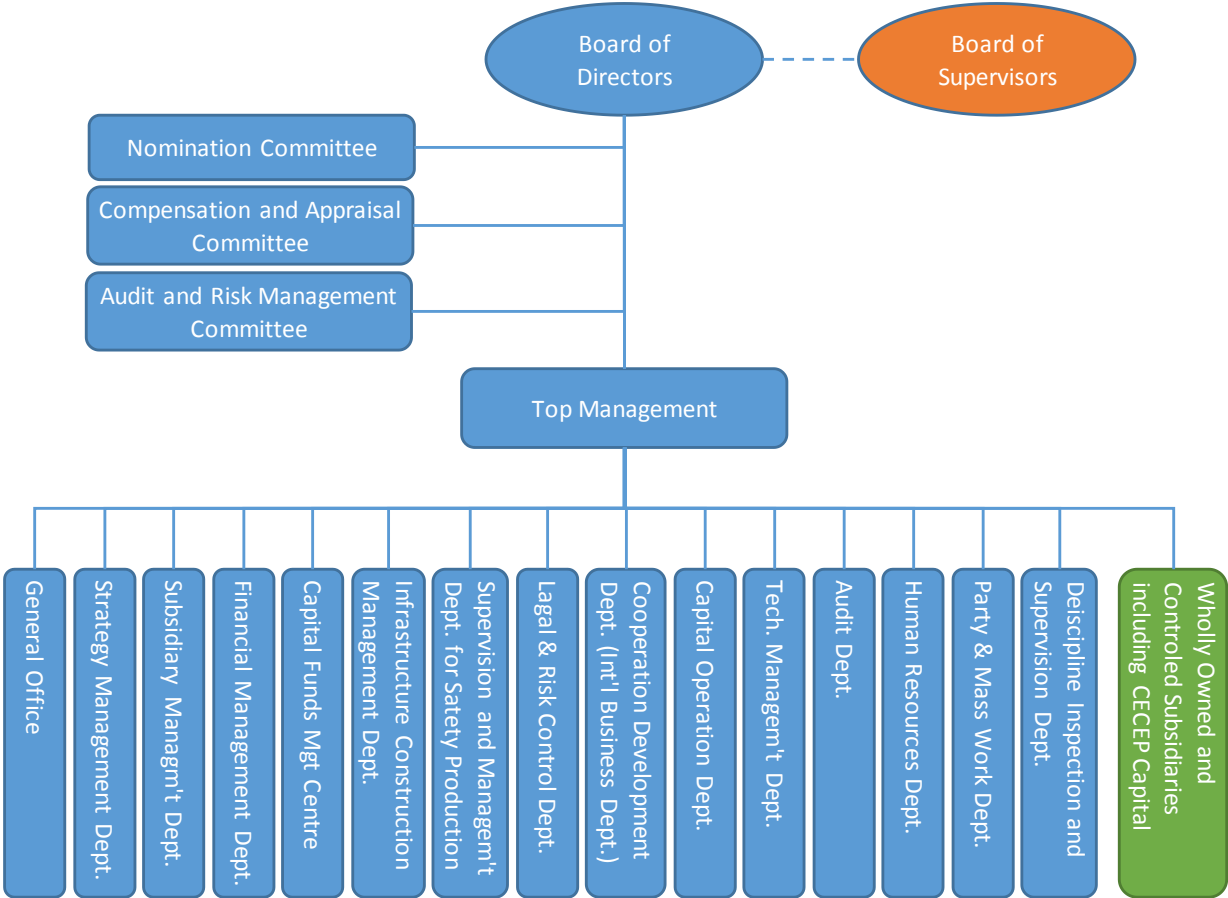 Board of
Directors
Board of
Supervisors
Nomination Committee
Compensation and Appraisal
Committee
Audit and Risk Management
Committee
Top Management
General Office
Strategy Management Dept.
Subsidiary Managm't Dept.
Financial Management Dept.
Capital Funds Mgt Centre
Infrastructure Construction
Management Dept.
Supervision and Managem't
Dept. for Satety Production
Lagal & Risk Control Dept.
Cooperation Development
Dept. (Int'l Business Dept.)
Capital Operation Dept.
Tech. Managem't Dept.
Audit Dept.
Human Resources Dept.
Party & Mass Work Dept.
Deiscipline Inspection and
Supervision Dept.
Wholly Owned and
Controled Subsidiaries
including CECEP Capital